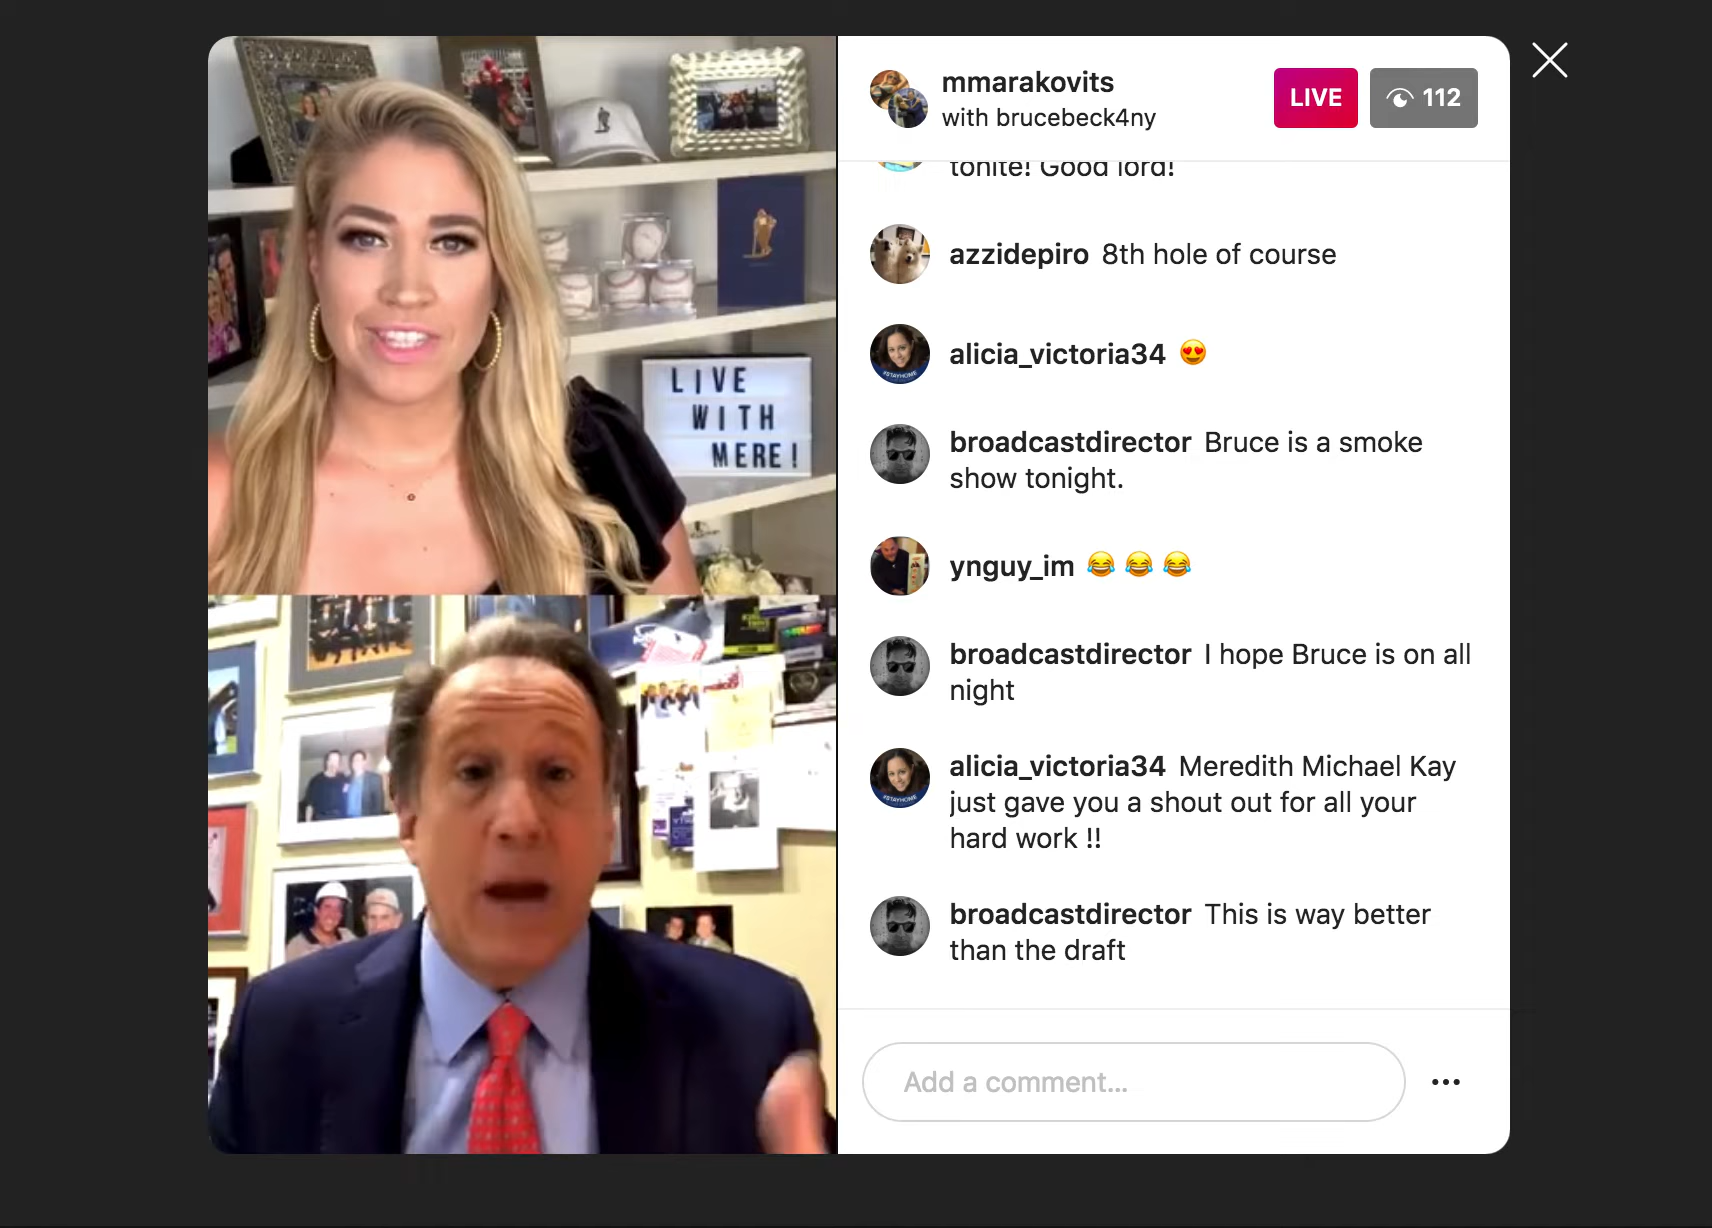 mmarakovits
with brucebeck4ny
LIVE
112
tonite! Good lord!
azzidepiro 8th hole of course
alicia_victoria34 😍
broadcastdirector Bruce is a smoke
show tonight.
ynguy_im 😂 😂 😂
broadcastdirector I hope Bruce is on all
night
alicia_victoria34 Meredith Michael Kay
just gave you a shout out for all your
hard work !!
broadcastdirector This is way better
than the draft
Add a comment...
LIVE
WITH
MERE!
#STAYHOME
#STAYHOME